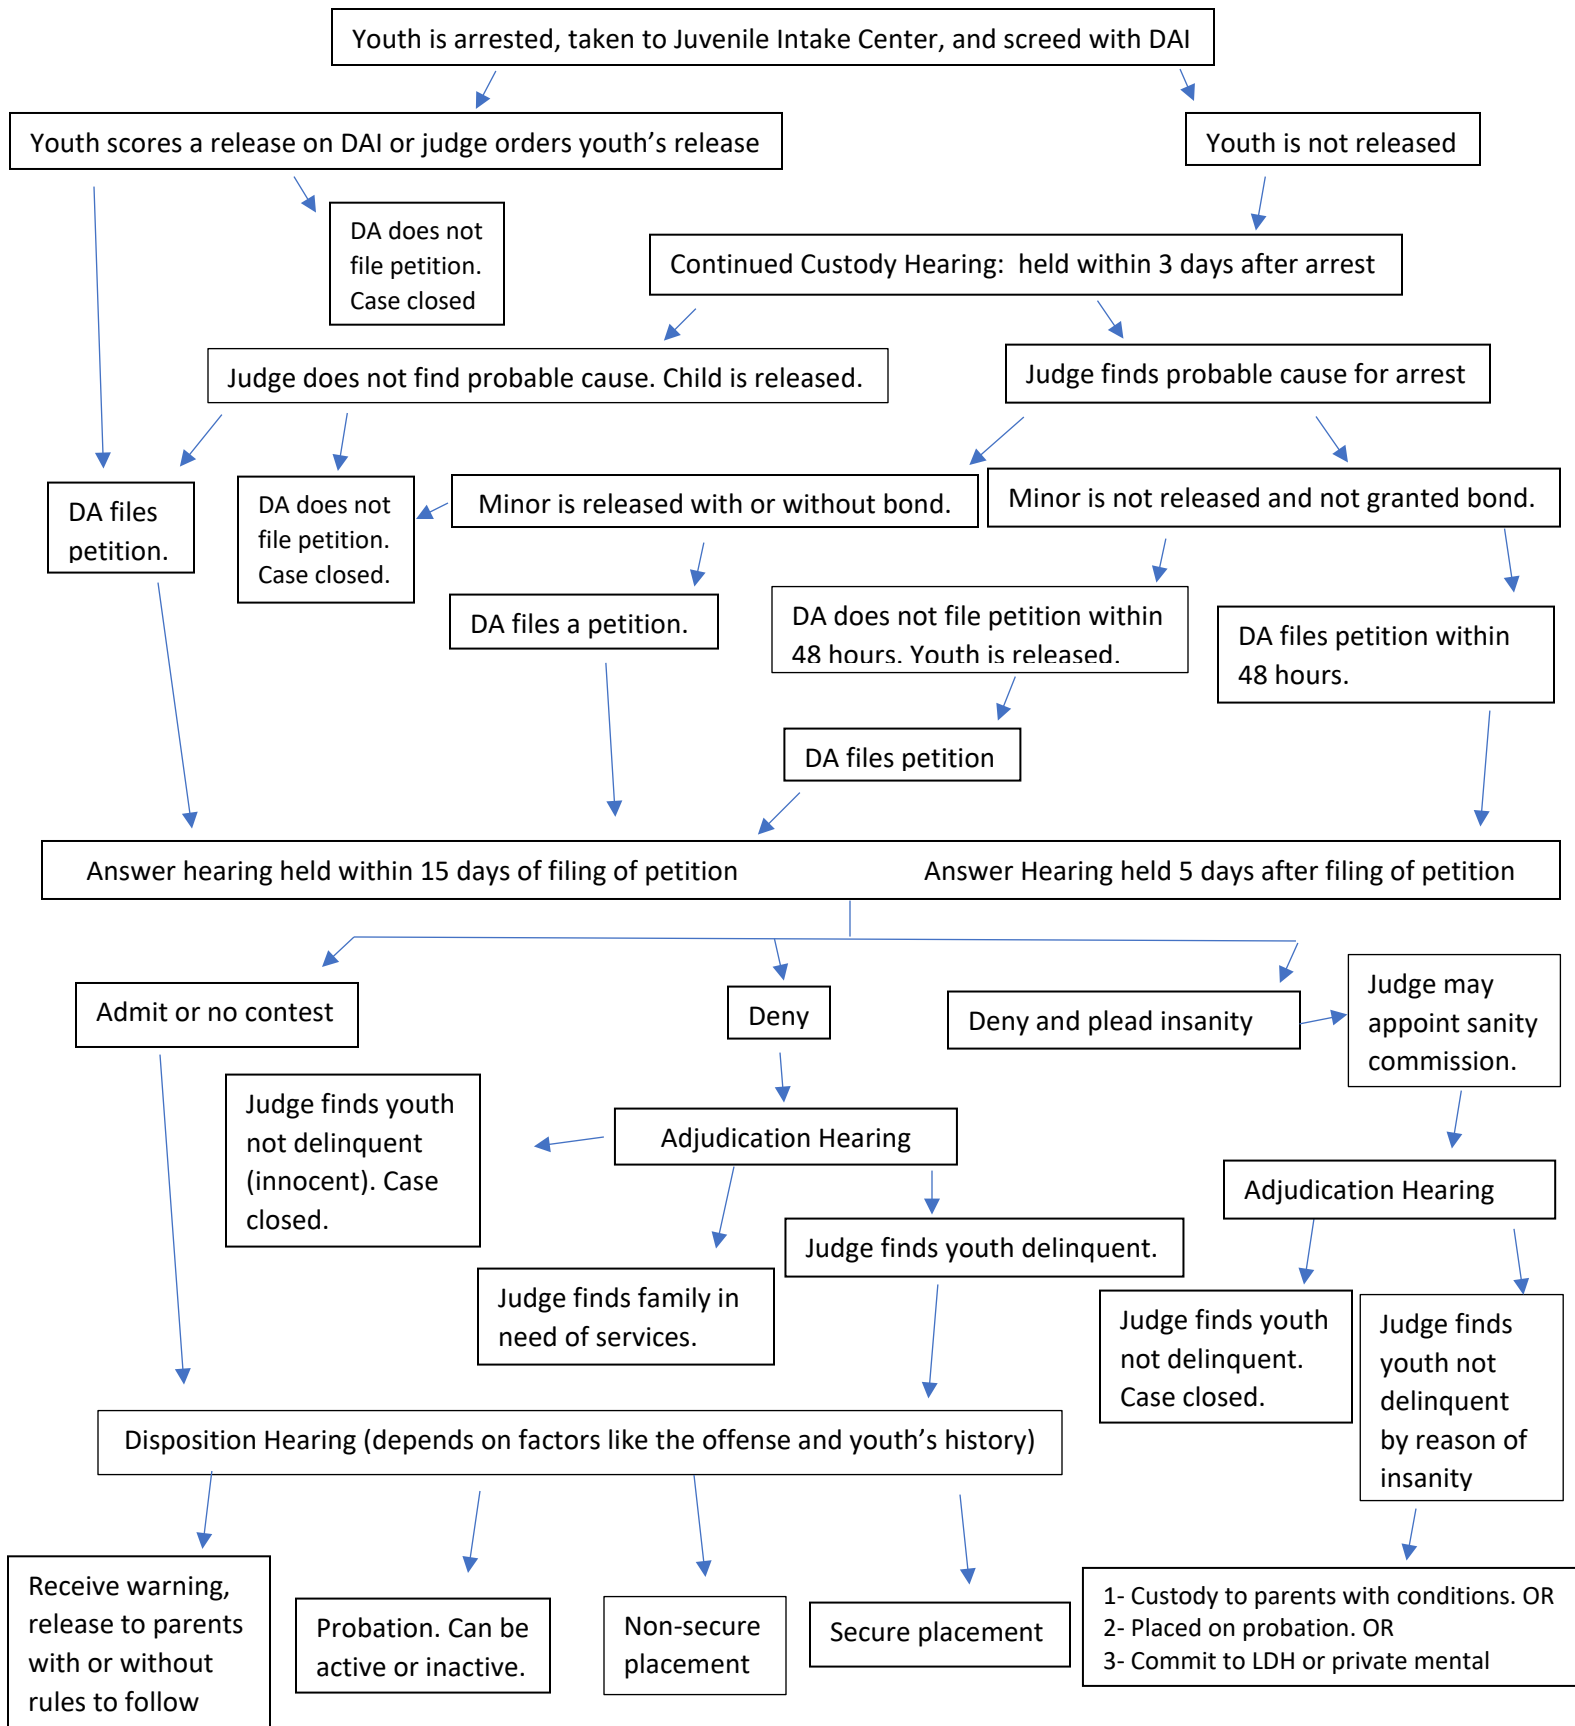 Youth is arrested, taken to Juvenile Intake Center, and screed with DAI
Youth scores a release on DAI or judge orders youth's release
Youth is not released
DA does not
file petition.
Case closed
Continued Custody Hearing:  held within 3 days after arrest
Judge does not find probable cause. Child is released.
Judge finds probable cause for arrest
DA files
petition.
DA does not
file petition.
Case closed.
Minor is released with or without bond.
Minor is not released and not granted bond.
DA files a petition.
DA does not file petition within
48 hours. Youth is released.
DA files petition within
48 hours.
DA files petition
Answer hearing held within 15 days of filing of petition
Answer Hearing held 5 days after filing of petition
Admit or no contest
Deny
Deny and plead insanity
Judge may
appoint sanity
commission.
Judge finds youth
not delinquent
(innocent). Case
closed.
Adjudication Hearing
Adjudication Hearing
Judge finds youth delinquent.
Judge finds family in
need of services.
Judge finds youth
not delinquent.
Case closed.
Judge finds
youth not
delinquent
by reason of
insanity
Disposition Hearing (depends on factors like the offense and youth's history)
Receive warning,
release to parents
with or without
rules to follow
Probation. Can be
active or inactive.
Non-secure
placement
Secure placement
1- Custody to parents with conditions. OR
2- Placed on probation. OR
3- Commit to LDH or private mental